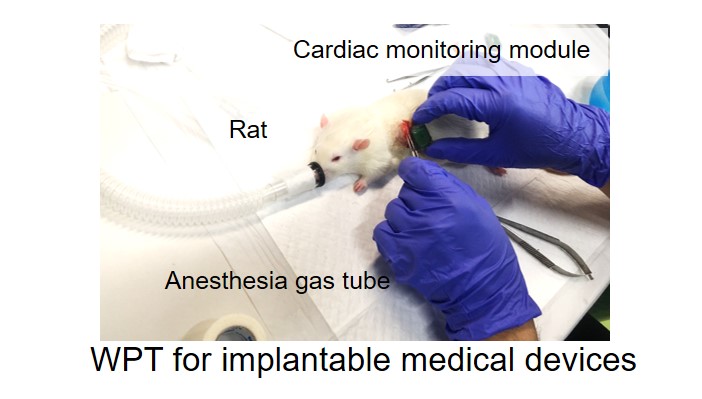 Cardiac monitoring module
Rat
Anesthesia gas tube
WPT for implantable medical devices